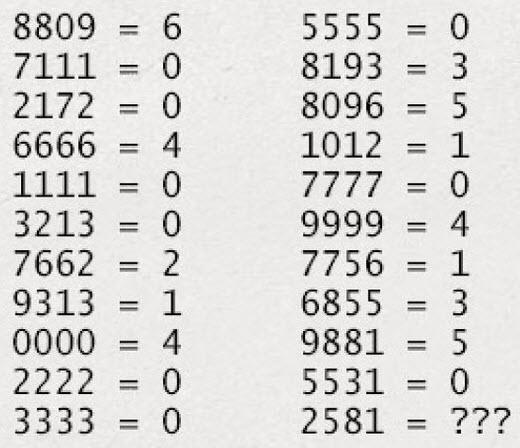 8809 = 6 5555 = 0
7111 = 0 8193 = 3
2172 = 0 8096 = 5
6666 = 4 1012 = 1
1111 = 0 7777 = 0
3213 = 0 9999 = 4
7662 = 2 7756 = 1
9313 = 1 6855 = 3
0000 = 4 9881 = 5
2222 = 0 5531 = 0
3333 = 0 2581 = ???